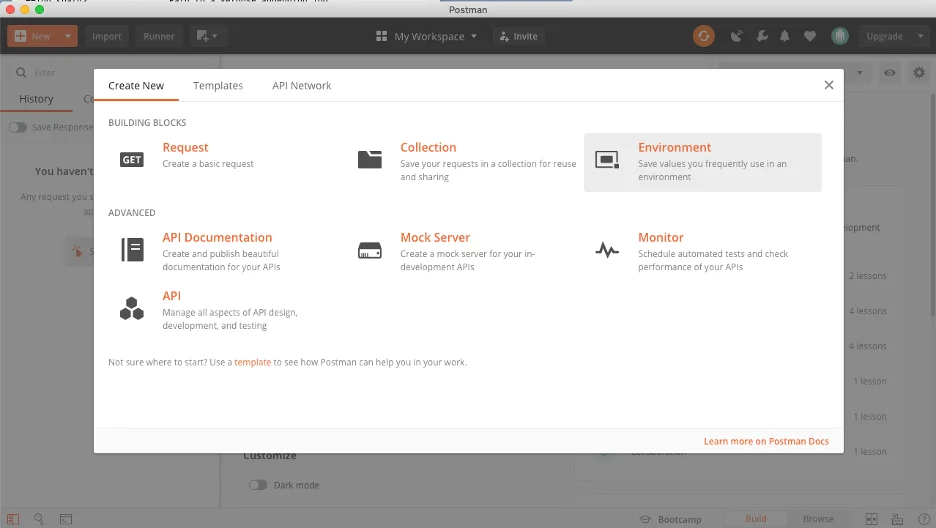 Postman
New
Import
Runner
My Workspace
Invite
Upgrade
Filter
History
Save Response
You haven't
Any request you s
Create New
Templates
API Network
BUILDING BLOCKS
GET
Request
Create a basic request
Collection
Save your requests in a collection for reuse
and sharing
Environment
Save values you frequently use in an
environment
ADVANCED
API Documentation
Create and publish beautiful
documentation for your APIs
Mock Server
Create a mock server for your in-
development APIs
Monitor
Schedule automated tests and check
performance of your APIs
API
Manage all aspects of API design,
development, and testing
Not sure where to start? Use a template to see how Postman can help you in your work.
Learn more on Postman Docs
2 lessons
4 lessons
4 lessons
1 lesson
1 lesson
1 lesson
Customize
Dark mode
Bootcamp
Build
Browse